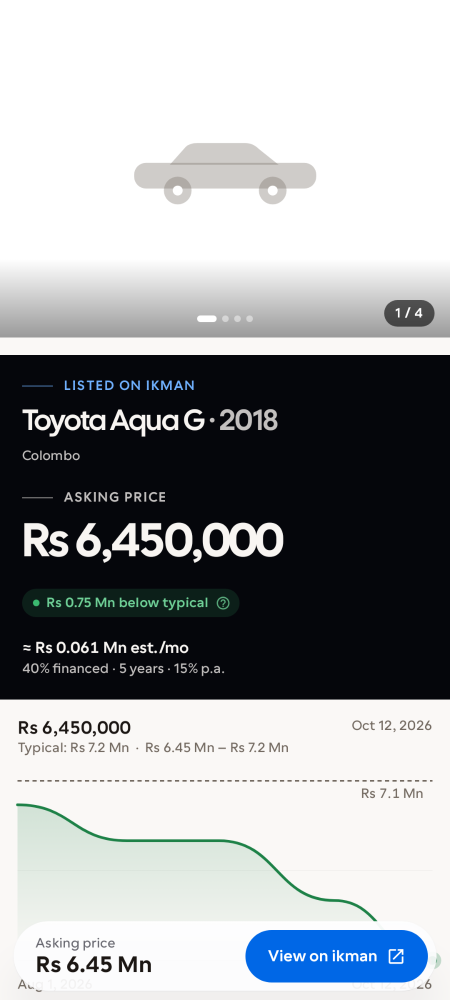 1 / 4
LISTED ON IKMAN
Toyota Aqua G · 2018
Colombo
ASKING PRICE
Rs 6,450,000
Rs 0.75 Mn below typical
≈ Rs 0.061 Mn est./mo
40% financed · 5 years · 15% p.a.
Rs 6,450,000
Oct 12, 2026
Typical: Rs 7.2 Mn · Rs 6.45 Mn – Rs 7.2 Mn
Rs 7.1 Mn
Asking price
Rs 6.45 Mn
View on ikman
Aug 1, 2026